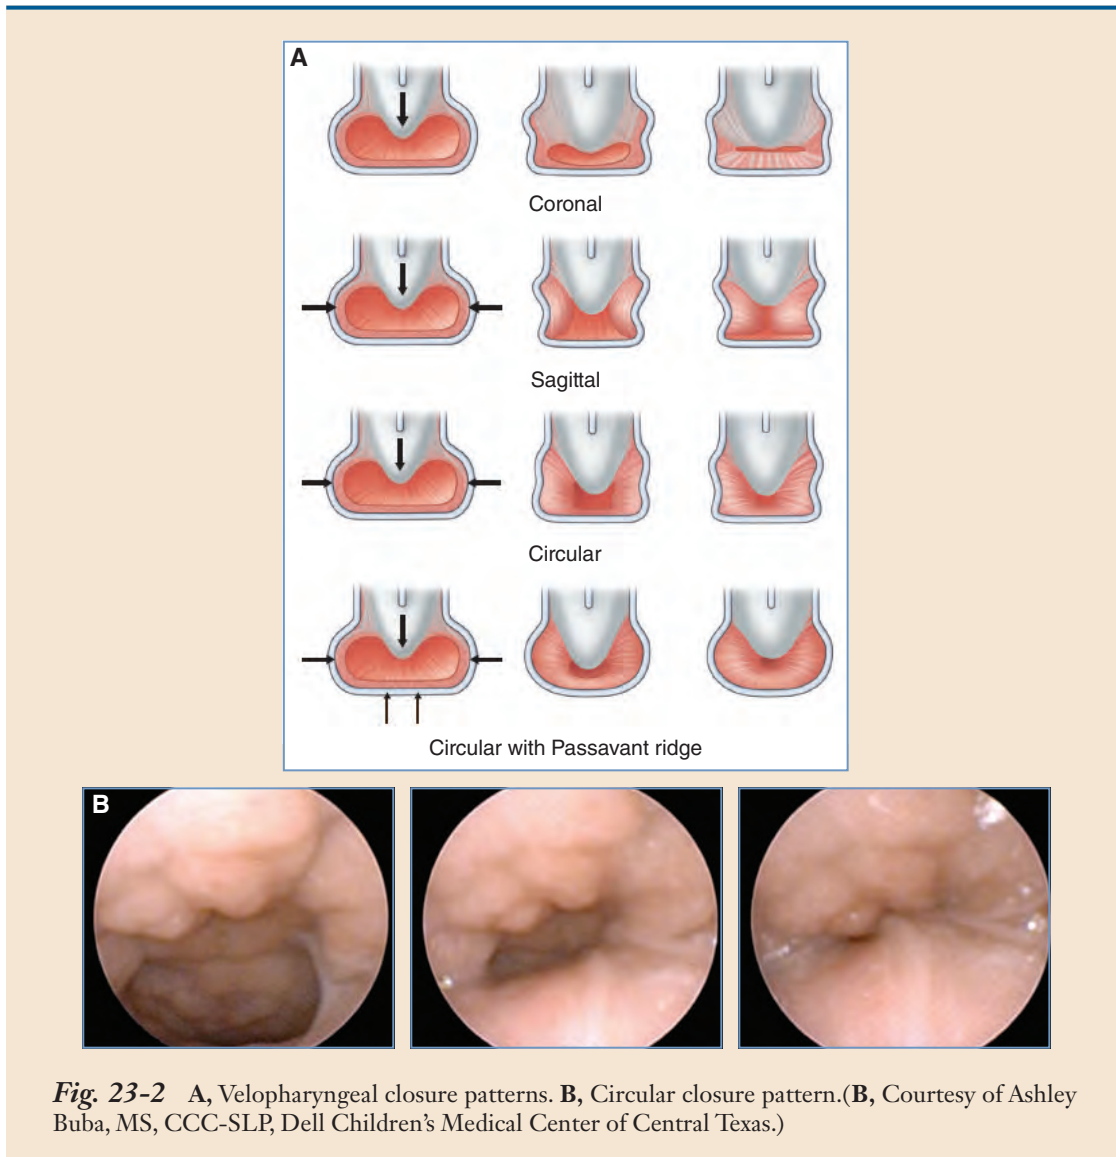 A
Coronal
Sagittal
Circular
Circular with Passavant ridge
B
Fig. 23-2 A, Velopharyngeal closure patterns. B, Circular closure pattern.(B, Courtesy of Ashley
Buba, MS, CCC-SLP, Dell Children’s Medical Center of Central Texas.)